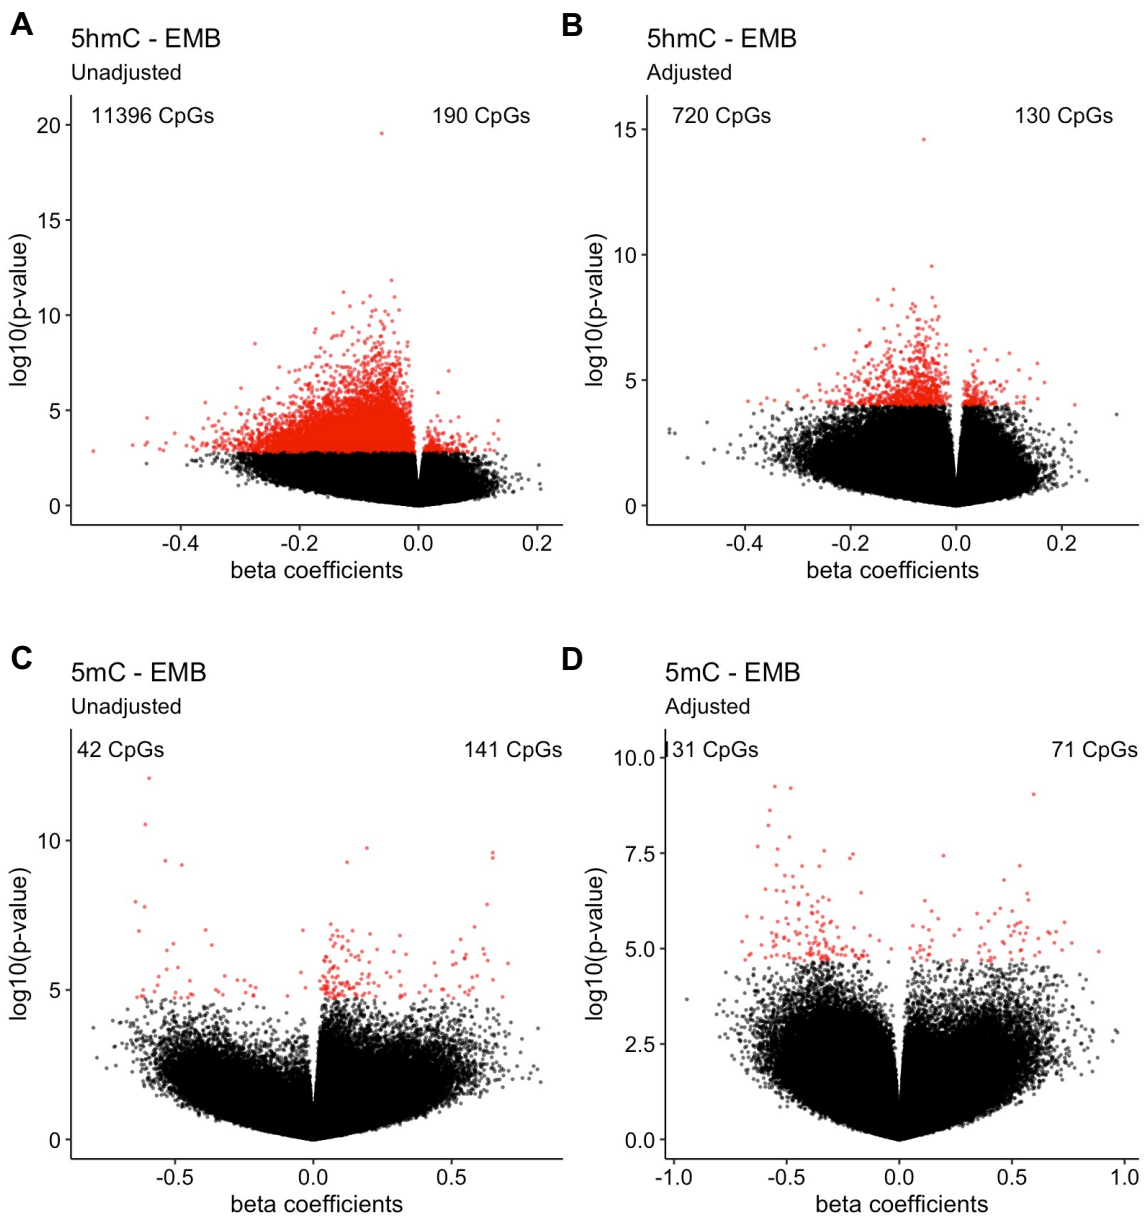 A
5hmC - EMB
Unadjusted
11396 CpGs
190 CpGs
20
15
10
5
0
log10(p-value)
-0.4
-0.2
0.0
0.2
beta coefficients
B
5hmC - EMB
Adjusted
720 CpGs
130 CpGs
15
10
5
0
log10(p-value)
-0.4
-0.2
0.0
0.2
beta coefficients
C
5mC - EMB
Unadjusted
42 CpGs
141 CpGs
10
5
0
log10(p-value)
-0.5
0.0
0.5
beta coefficients
D
5mC - EMB
Adjusted
131 CpGs
71 CpGs
10.0
7.5
5.0
2.5
0.0
log10(p-value)
-1.0
-0.5
0.0
0.5
1.0
beta coefficients